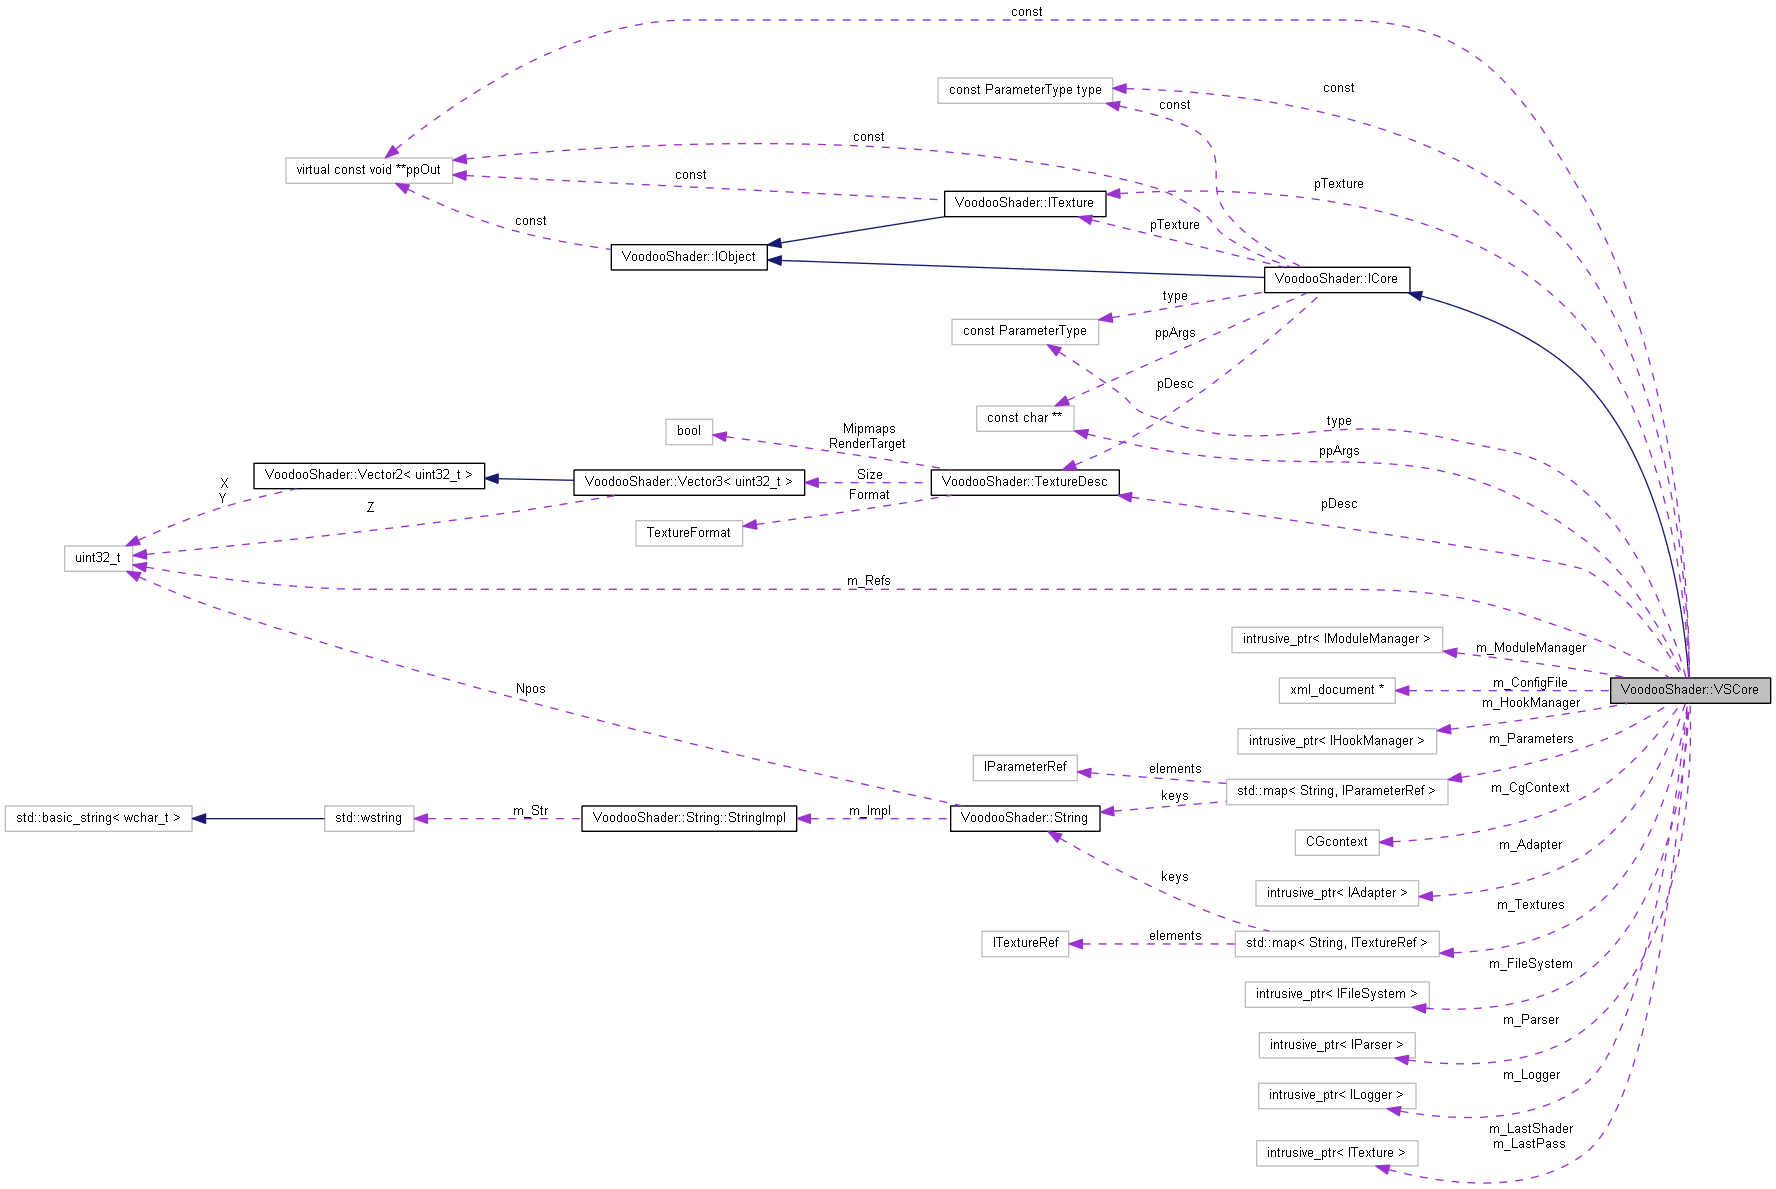 const
const ParameterType type
const
const
const
virtual const void **ppOut
const
pTexture
VoodooShader::ITexture
const
pTexture
VoodooShader::IObject
VoodooShader::ICore
type
const ParameterType
ppArgs
pDesc
const char **
type
bool
Mipmaps
RenderTarget
ppArgs
VoodooShader::Vector2< uint32_t >
VoodooShader::Vector3< uint32_t >
Size
VoodooShader::TextureDesc
X
Y
Z
Format
pDesc
TextureFormat
uint32_t
m_Refs
intrusive_ptr< IModuleManager >
m_ModuleManager
Npos
xml_document *
m_ConfigFile
VoodooShader::VSCore
m_HookManager
intrusive_ptr< IHookManager >
m_Parameters
IParameterRef
elements
std::map< String, IParameterRef >
keys
m_CgContext
std::basic_string< wchar_t >
std::wstring
m_Str
VoodooShader::String::StringImpl
m_Impl
VoodooShader::String
CGcontext
m_Adapter
keys
intrusive_ptr< IAdapter >
m_Textures
ITextureRef
elements
std::map< String, ITextureRef >
m_FileSystem
intrusive_ptr< IFileSystem >
m_Parser
intrusive_ptr< IParser >
m_Logger
intrusive_ptr< ILogger >
m_LastShader
m_LastPass
intrusive_ptr< ITexture >